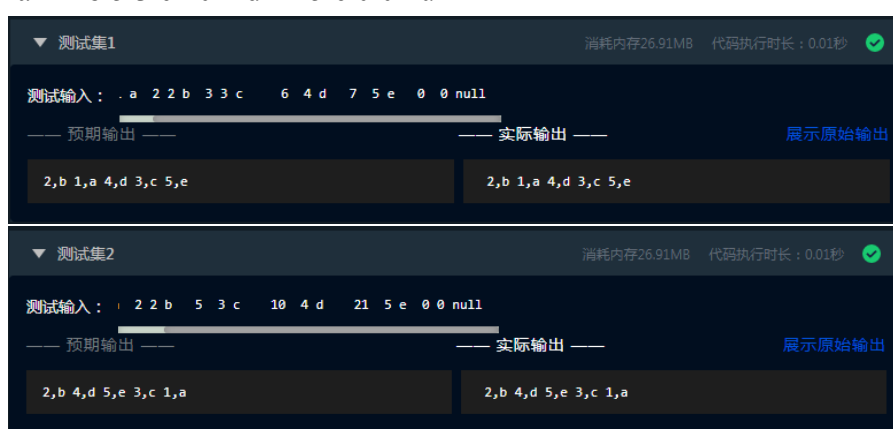 ▼ 测试集1 消耗内存26.91MB 代码执行时长：0.01秒
测试输入： . a 2 2 b 3 3 c 6 4 d 7 5 e 0 0 null
—— 预期输出 —— —— 实际输出 —— 展示原始输出
2,b 1,a 4,d 3,c 5,e 2,b 1,a 4,d 3,c 5,e
▼ 测试集2 消耗内存26.91MB 代码执行时长：0.01秒
测试输入： 2 2 b 5 3 c 10 4 d 21 5 e 0 0 null
—— 预期输出 —— —— 实际输出 —— 展示原始输出
2,b 4,d 5,e 3,c 1,a 2,b 4,d 5,e 3,c 1,a